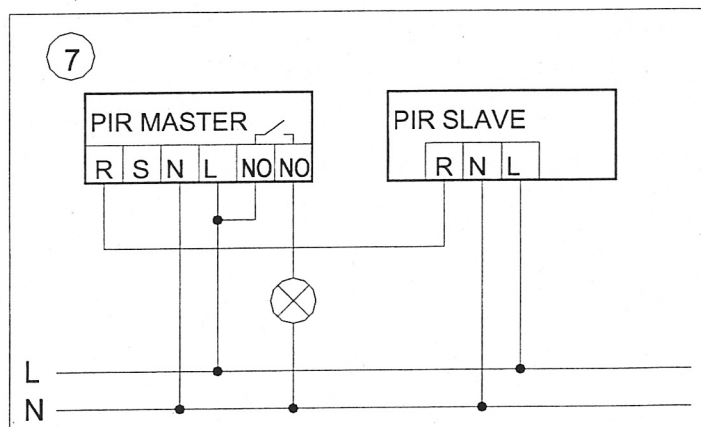 7
PIR MASTER
R S N L NO NO
PIR SLAVE
R N L
L
N